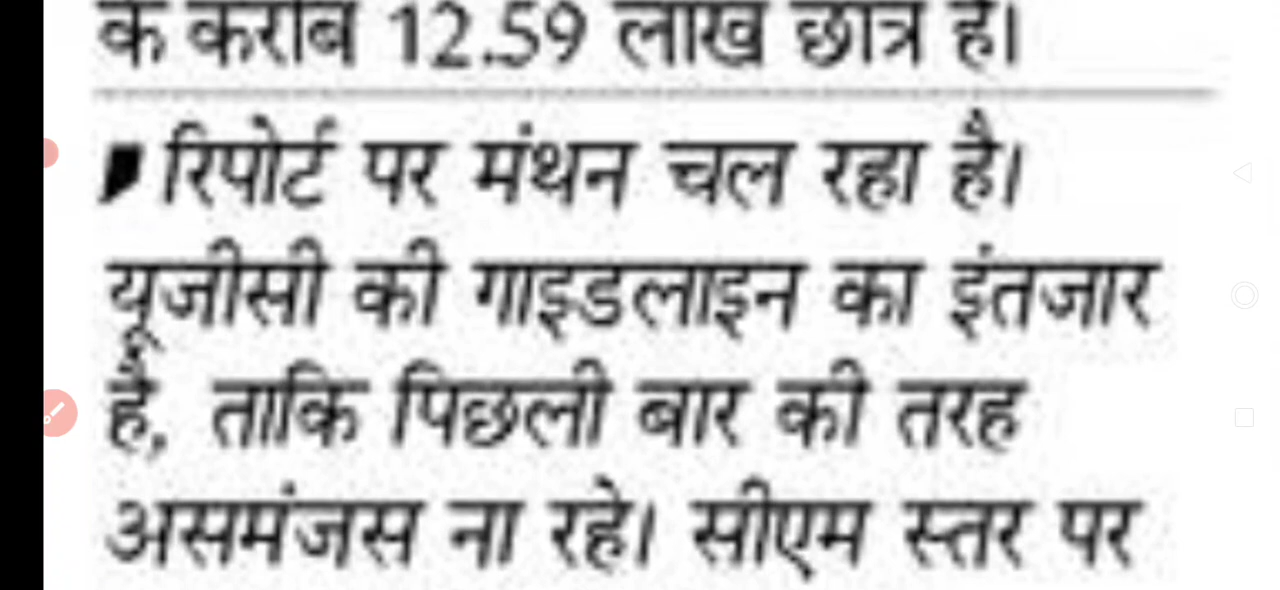 के करीब 12.59 लाख छात्र हैं।
रिपोर्ट पर मंथन चल रहा है।
यूजीसी की गाइडलाइन का इंतजार
है, ताकि पिछली बार की तरह
असमंजस ना रहे। सीएम स्तर पर